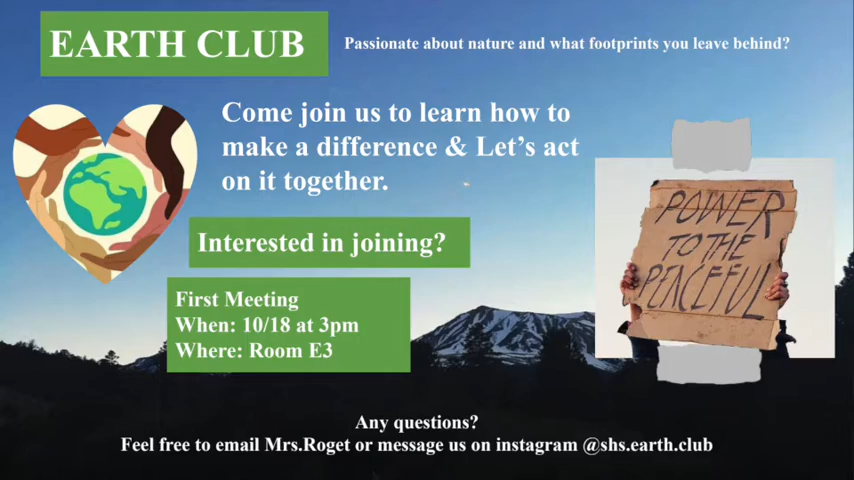 EARTH CLUB
Passionate about nature and what footprints you leave behind?
Come join us to learn how to
make a difference & Let's act
on it together.
POWER
TO THE
PEACEFUL
Interested in joining?
First Meeting
When: 10/18 at 3pm
Where: Room E3
Any questions?
Feel free to email Mrs.Roget or message us on instagram @shs.earth.club